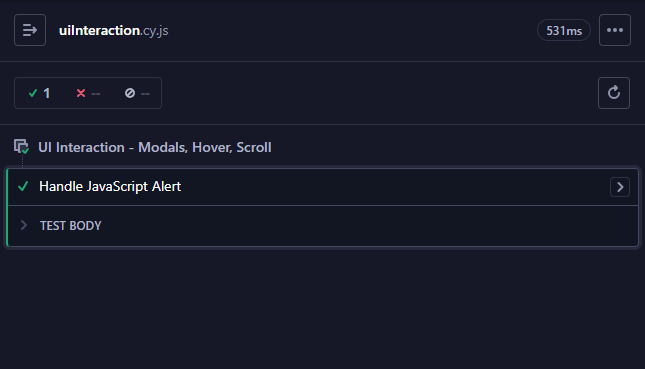 uiInteraction.cy.js 531ms
1 -- --
UI Interaction - Modals, Hover, Scroll
Handle JavaScript Alert
TEST BODY